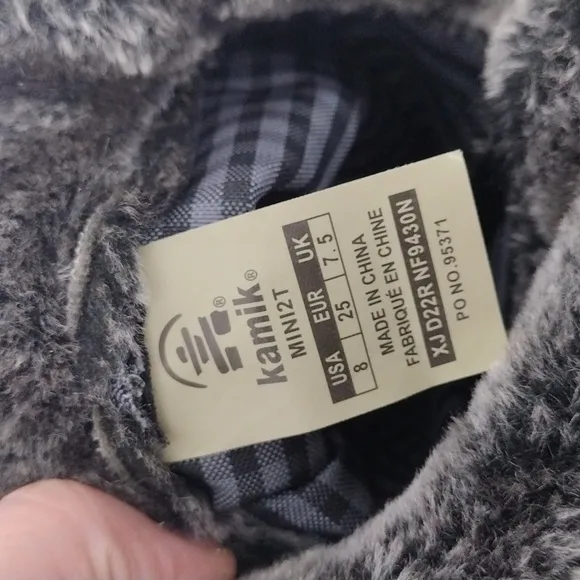 kamik®
MINI2T
USA EUR UK
8 25 7.5
MADE IN CHINA
FABRIQUÉ EN CHINE
XJ D22R NF9430N
PO NO.95371